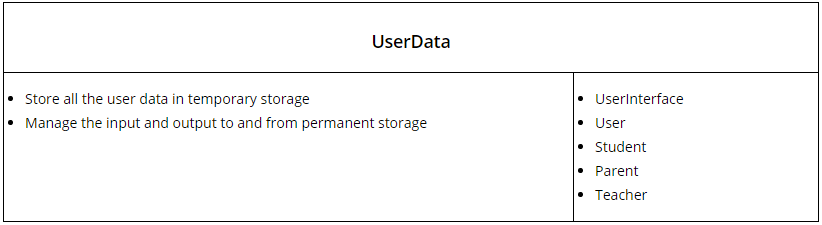 UserData
Store all the user data in temporary storage
Manage the input and output to and from permanent storage
UserInterface
User
Student
Parent
Teacher